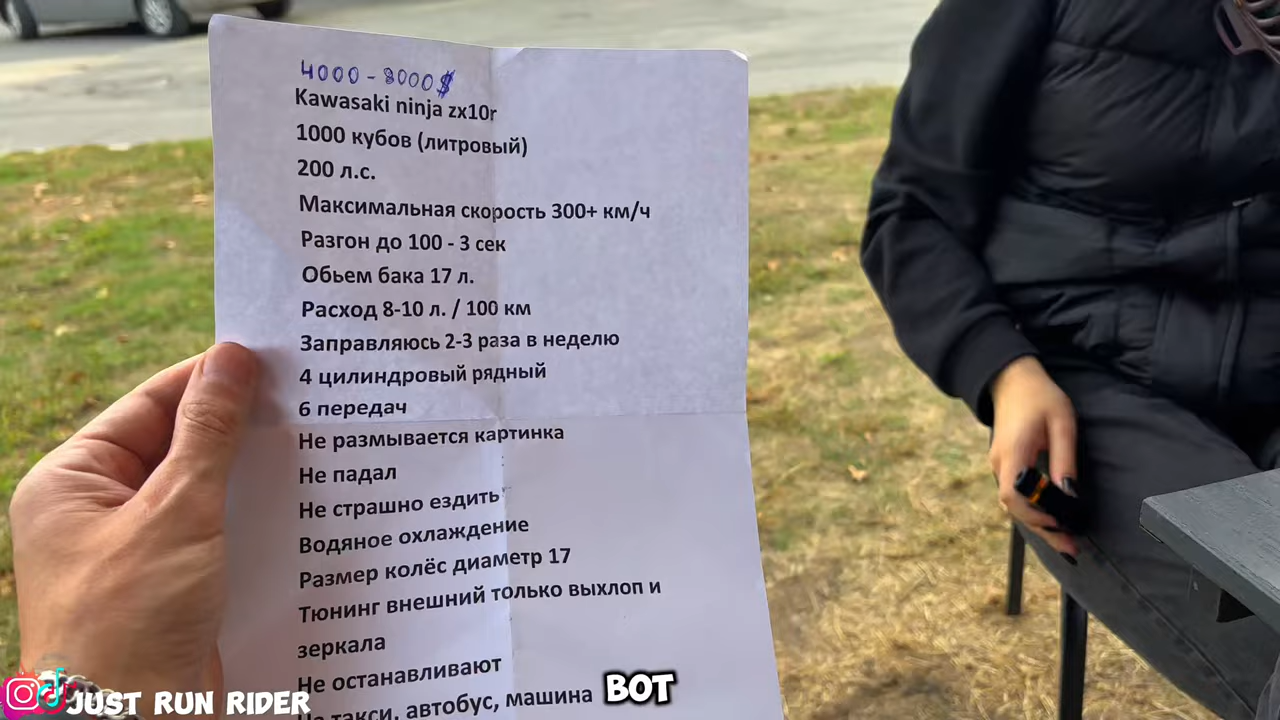 4000 - 8000$
Kawasaki ninja zx10r
1000 кубов (литровый)
200 л.с.
Максимальная скорость 300+ км/ч
Разгон до 100 - 3 сек
Обьем бака 17 л.
Расход 8-10 л. / 100 км
Заправляюсь 2-3 раза в неделю
4 цилиндровый рядный
6 передач
Не размывается картинка
Не падал
Не страшно ездить
Водяное охлаждение
Размер колёс диаметр 17
Тюнинг внешний только выхлоп и
зеркала
Не останавливают
такси, автобус, машина
ВОТ
JUST RUN RIDER